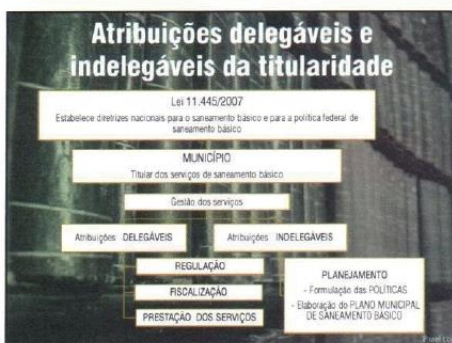 Atribuições delegáveis e
indelegáveis da titularidade
Lei 11.445/2007
Estabelece diretrizes nacionais para o saneamento básico e para a política federal de
saneamento básico
MUNICÍPIO
Titular dos serviços de saneamento básico
Gestão dos serviços
Atribuições DELEGÁVEIS
Atribuições INDELEGÁVEIS
REGULAÇÃO
FISCALIZAÇÃO
PRESTAÇÃO DOS SERVIÇOS
PLANEJAMENTO
- Formulação das POLÍTICAS
- Elaboração do PLANO MUNICIPAL
DE SANEAMENTO BÁSICO